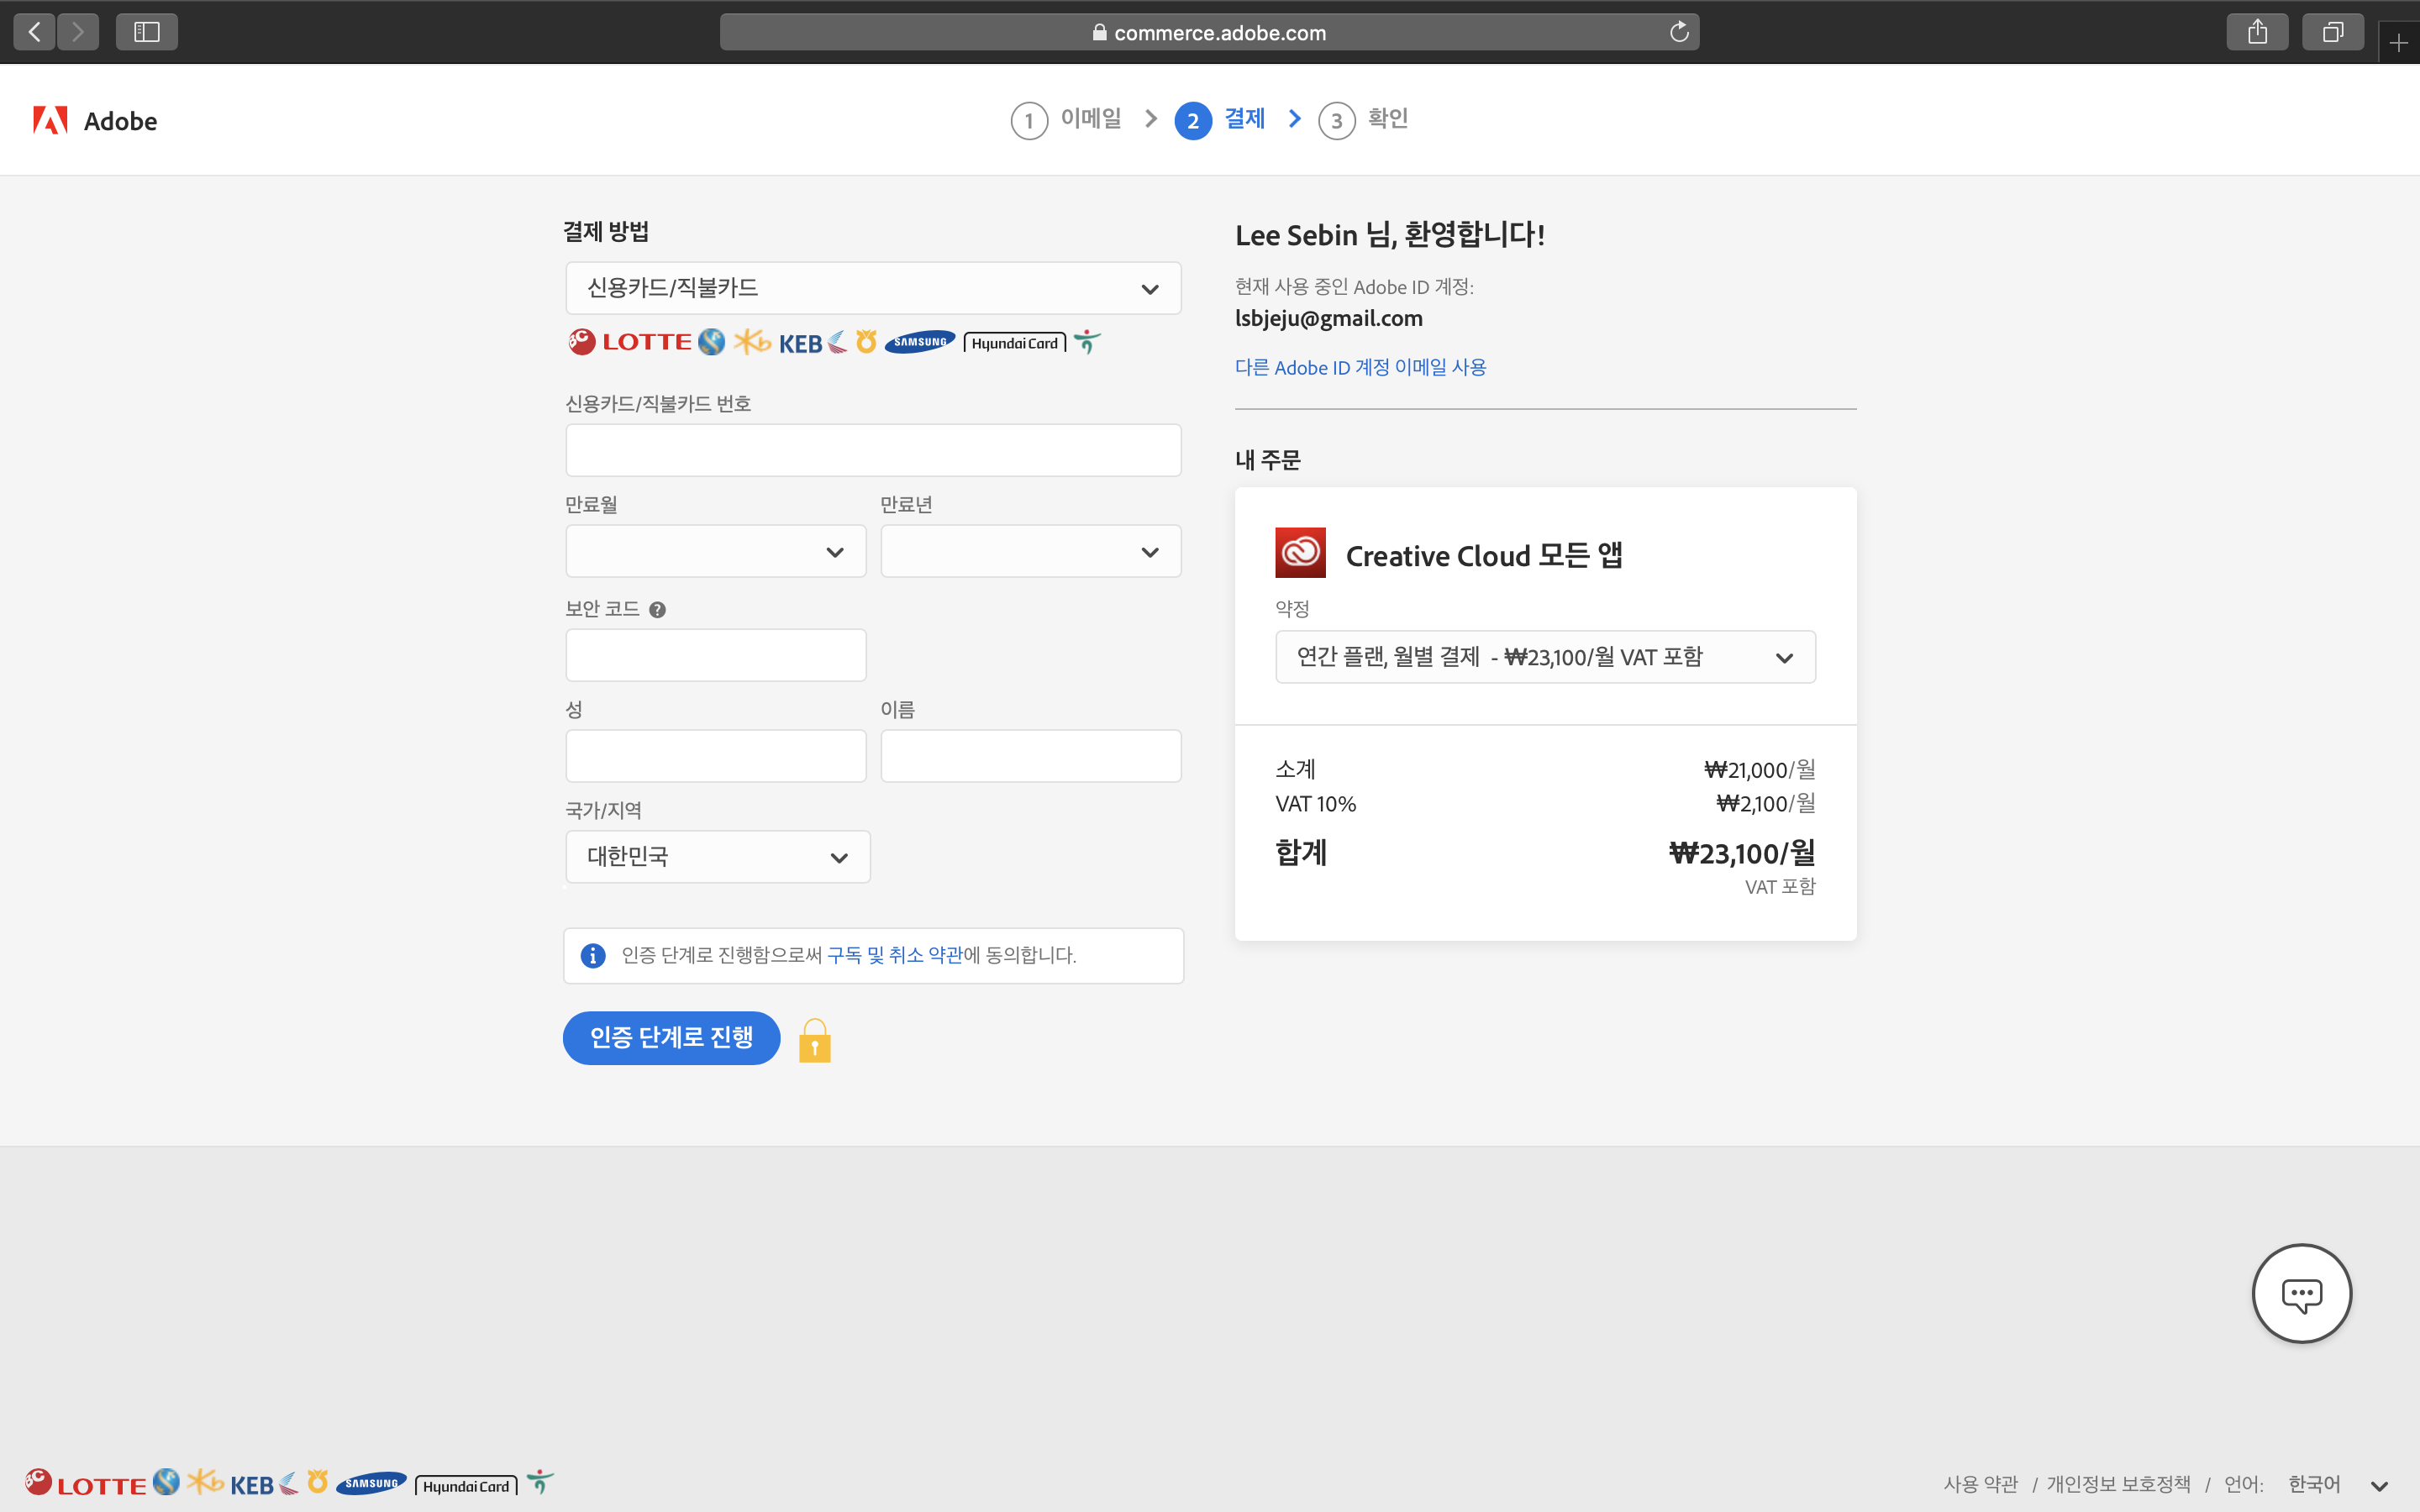 commerce.adobe.com
Adobe
1 이메일 > 2 결제 > 3 확인
결제 방법
신용카드/직불카드
BC LOTTE KEB SAMSUNG Hyundai Card
신용카드/직불카드 번호
만료월 만료년
보안 코드 ?
성 이름
국가/지역
대한민국
인증 단계로 진행함으로써 구독 및 취소 약관에 동의합니다.
인증 단계로 진행
Lee Sebin 님, 환영합니다!
현재 사용 중인 Adobe ID 계정:
lsbjeju@gmail.com
다른 Adobe ID 계정 이메일 사용
내 주문
Creative Cloud 모든 앱
약정
연간 플랜, 월별 결제 - ₩23,100/월 VAT 포함
소계 ₩21,000/월
VAT 10% ₩2,100/월
합계 ₩23,100/월
VAT 포함
BC LOTTE KEB SAMSUNG Hyundai Card
사용 약관 / 개인정보 보호정책 / 언어: 한국어